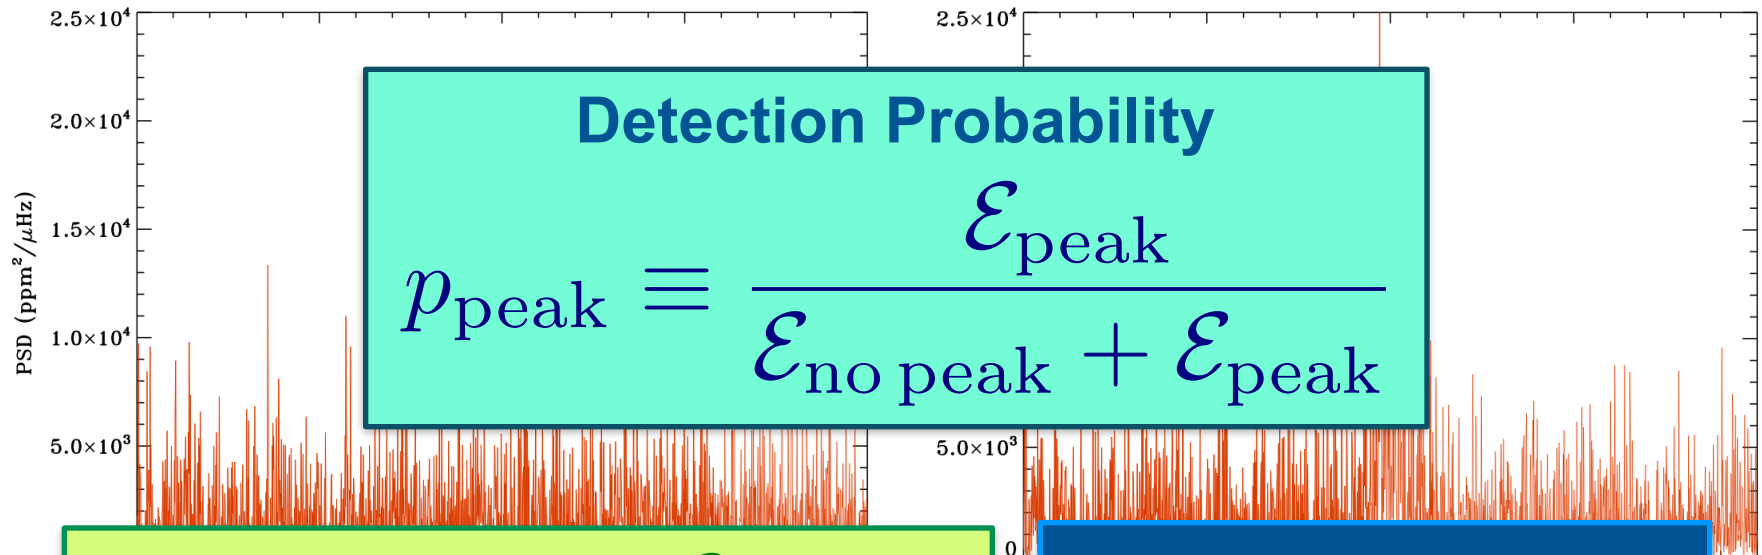 2.5×10⁴
2.0×10⁴
1.5×10⁴
1.0×10⁴
5.0×10³
PSD (ppm²/μHz)
2.5×10⁴
5.0×10³
0
Detection Probability
p_peak ≡ ℰ_peak / ℰ_no peak + ℰ_peak